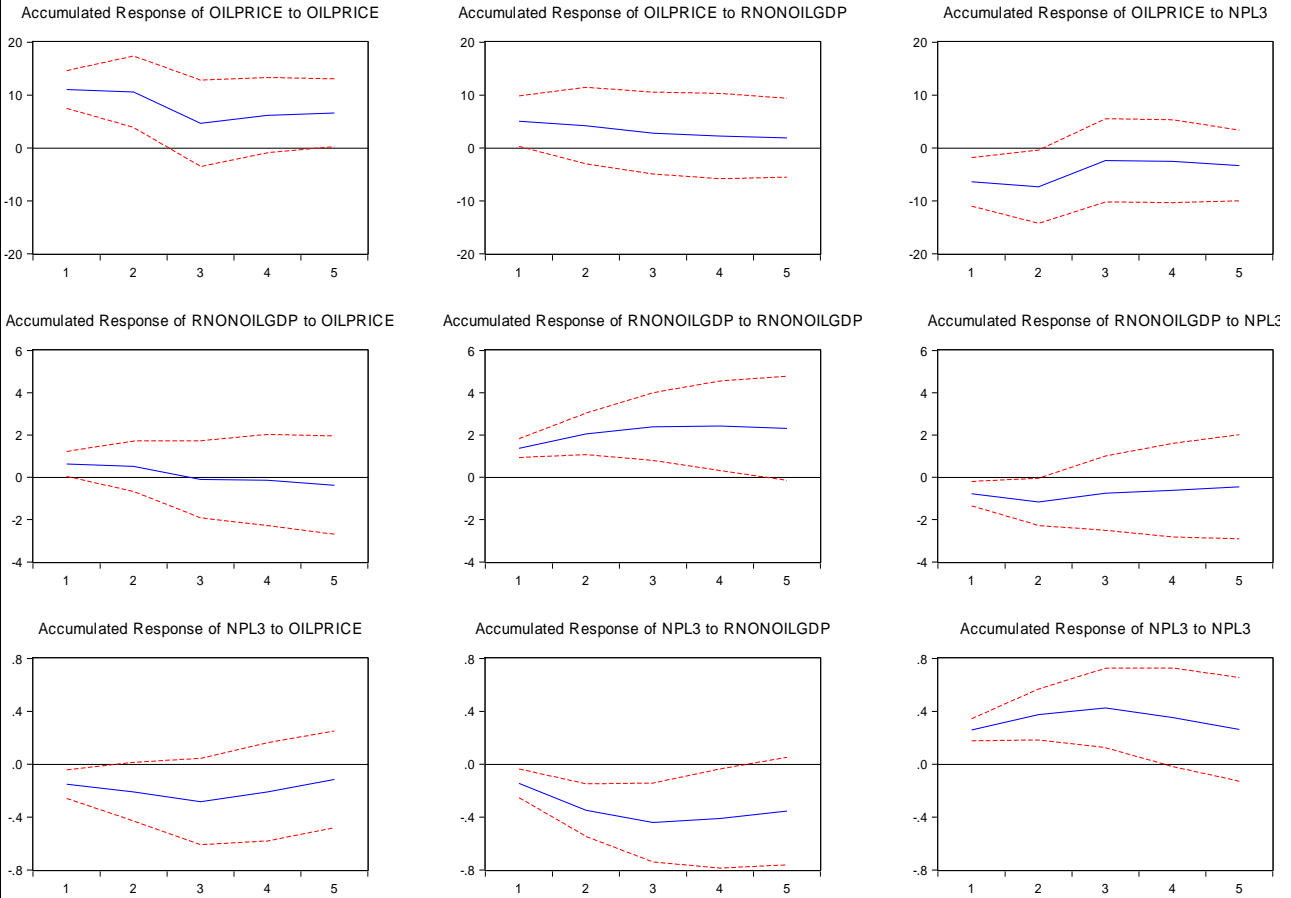 Accumulated Response of OILPRICE to OILPRICE
20
10
0
-10
-20
1 2 3 4 5
Accumulated Response of OILPRICE to RNONOILGDP
20
10
0
-10
-20
1 2 3 4 5
Accumulated Response of OILPRICE to NPL3
20
10
0
-10
-20
1 2 3 4 5
Accumulated Response of RNONOILGDP to OILPRICE
6
4
2
0
-2
-4
1 2 3 4 5
Accumulated Response of RNONOILGDP to RNONOILGDP
6
4
2
0
-2
-4
1 2 3 4 5
Accumulated Response of RNONOILGDP to NPL3
6
4
2
0
-2
-4
1 2 3 4 5
Accumulated Response of NPL3 to OILPRICE
.8
.4
.0
-.4
-.8
1 2 3 4 5
Accumulated Response of NPL3 to RNONOILGDP
.8
.4
.0
-.4
-.8
1 2 3 4 5
Accumulated Response of NPL3 to NPL3
.8
.4
.0
-.4
-.8
1 2 3 4 5